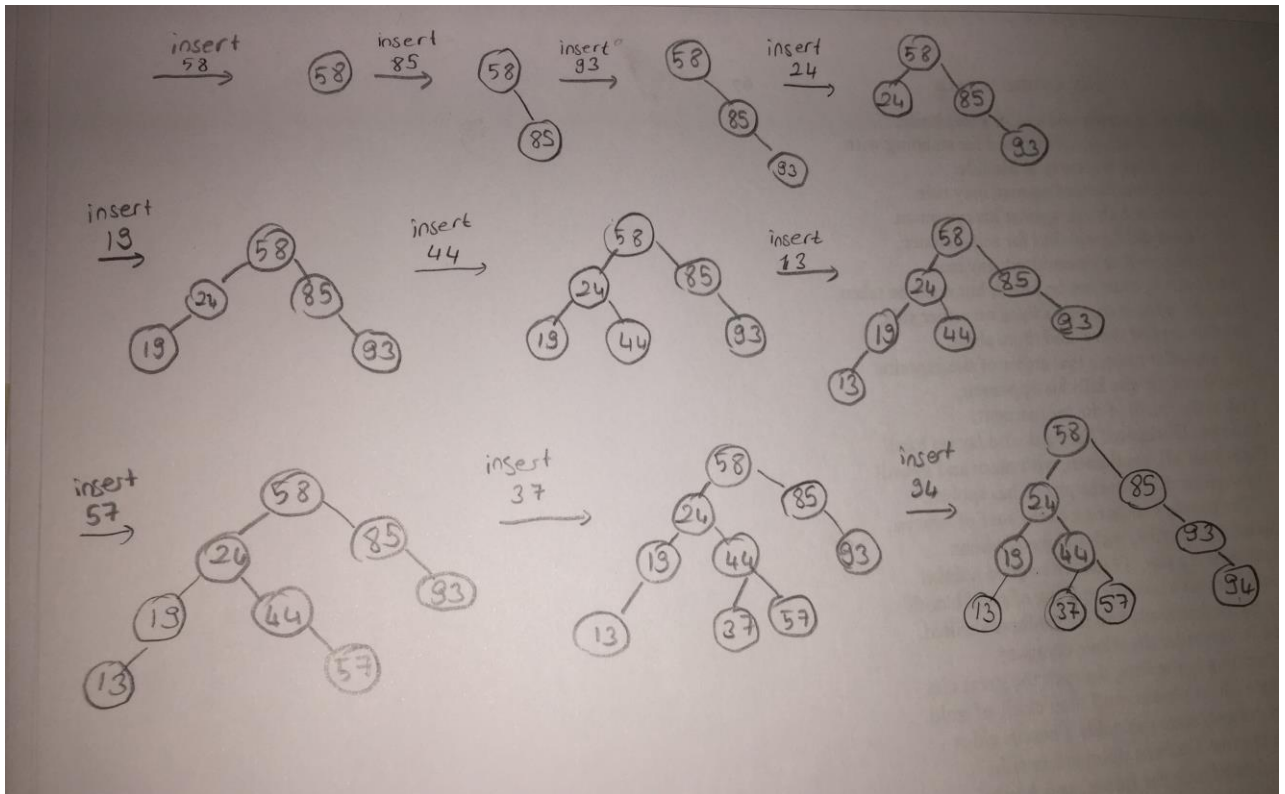 insert
58
58
insert
85
58
85
insert
93
58
85
93
insert
24
58
24 85
93
insert
19
58
24 85
19 93
insert
44
58
24 85
19 44 93
insert
13
58
24 85
19 44 93
13
insert
57
58
24 85
19 44 93
13 57
insert
37
58
24 85
19 44 93
13 37 57
insert
94
58
24 85
19 44 93
13 37 57 94